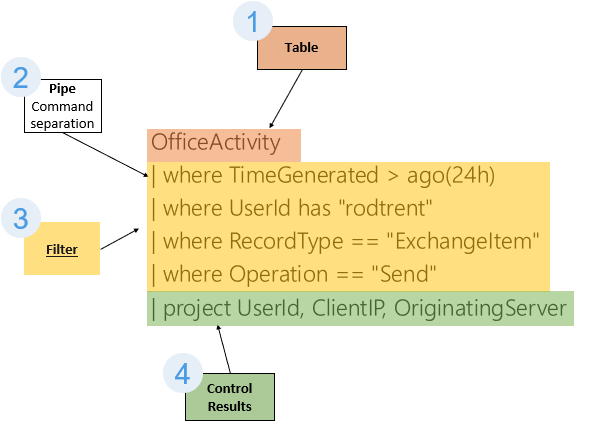 1
Table
2
Pipe
Command
separation
OfficeActivity
| where TimeGenerated > ago(24h)
| where UserId has "rodtrent"
3
Filter
| where RecordType == "ExchangeItem"
| where Operation == "Send"
| project UserId, ClientIP, OriginatingServer
4
Control
Results